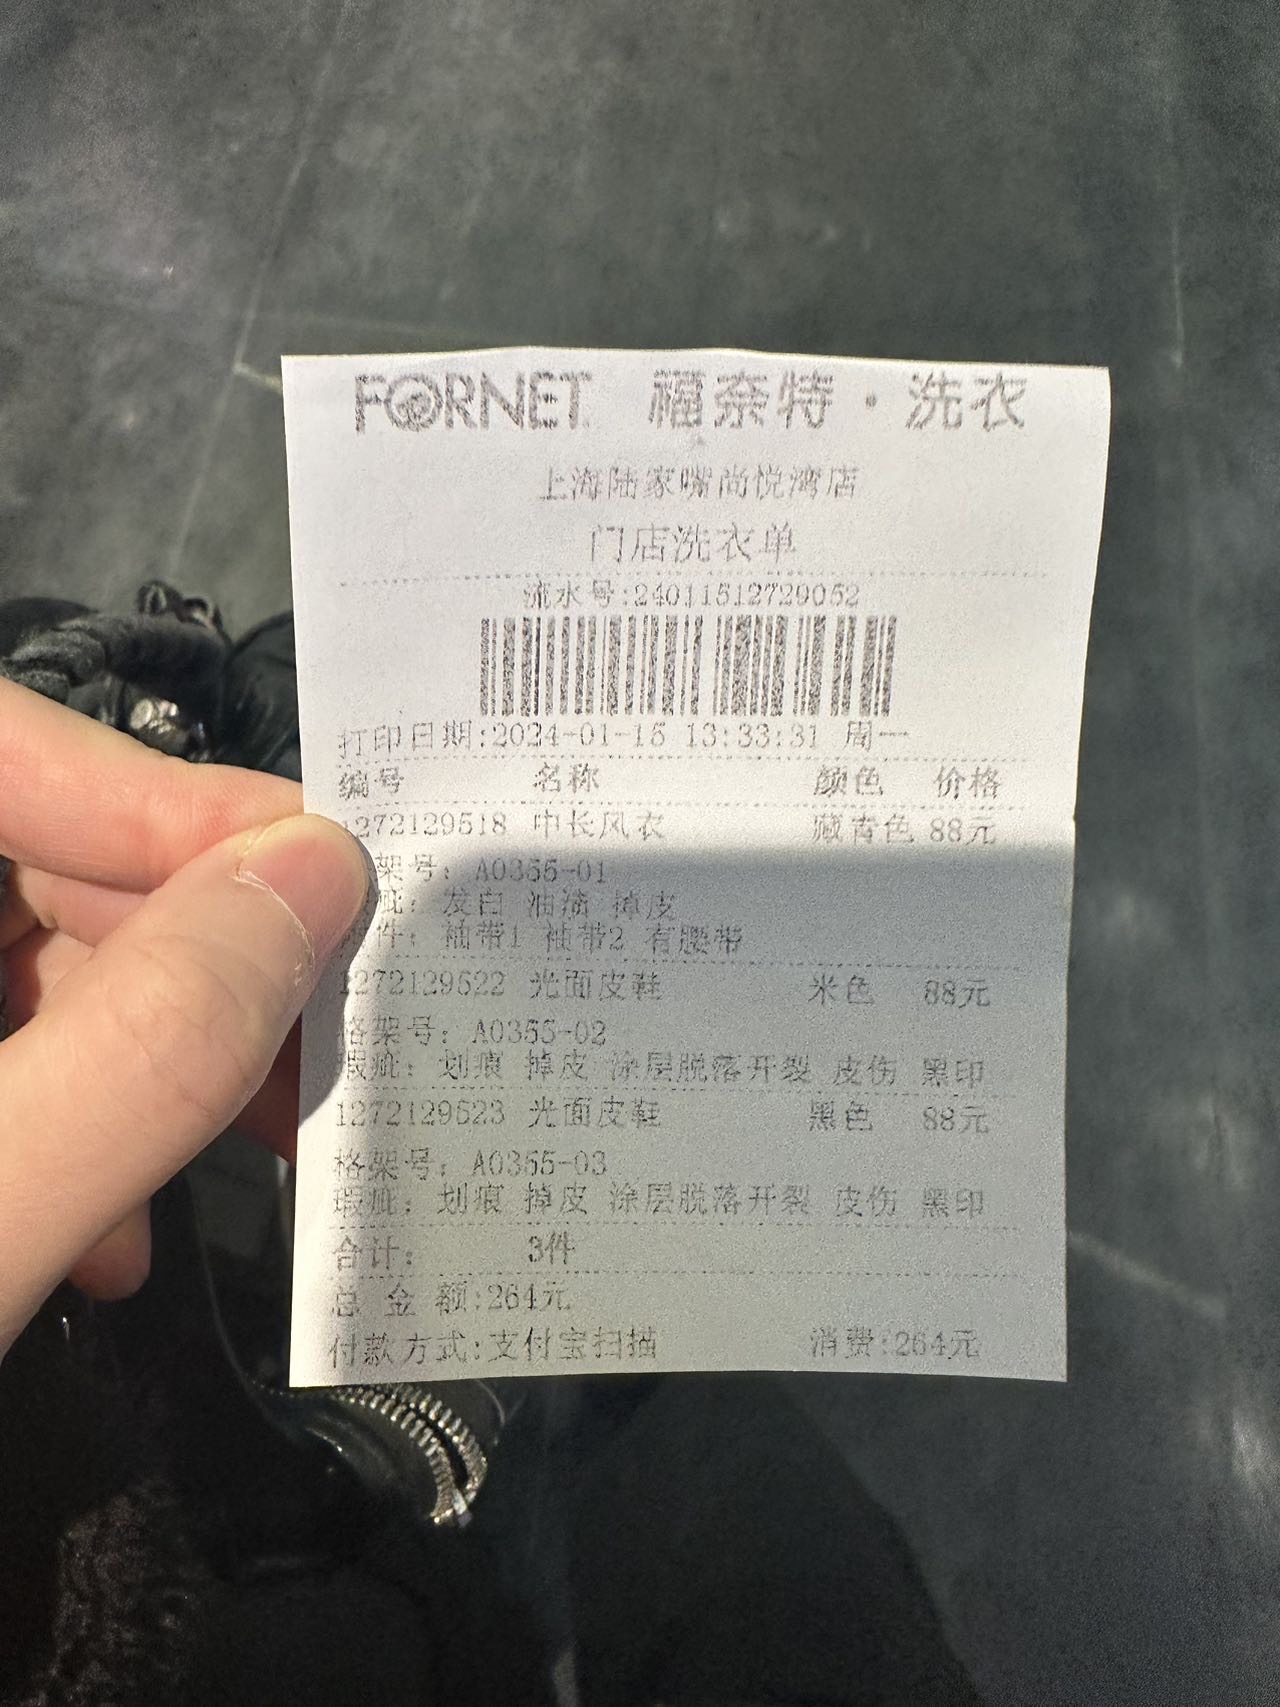 FORNET 福奈特·洗衣
上海陆家嘴尚悦湾店
门店洗衣单
流水号:24011512729052
打印日期:2024-01-15 13:33:31 周一
编号 名称 颜色 价格
1272129518 中长风衣 藏青色 88元
架号: A0355-01
疵: 发白 油渍 掉皮
件: 袖带1 袖带2 有腰带
1272129522 光面皮鞋 米色 88元
格架号: A0355-02
瑕疵: 划痕 掉皮 涂层脱落开裂 皮伤 黑印
1272129523 光面皮鞋 黑色 88元
格架号: A0355-03
瑕疵: 划痕 掉皮 涂层脱落开裂 皮伤 黑印
合计: 3件
总 金 额:264元
付款方式:支付宝扫描 消费:264元